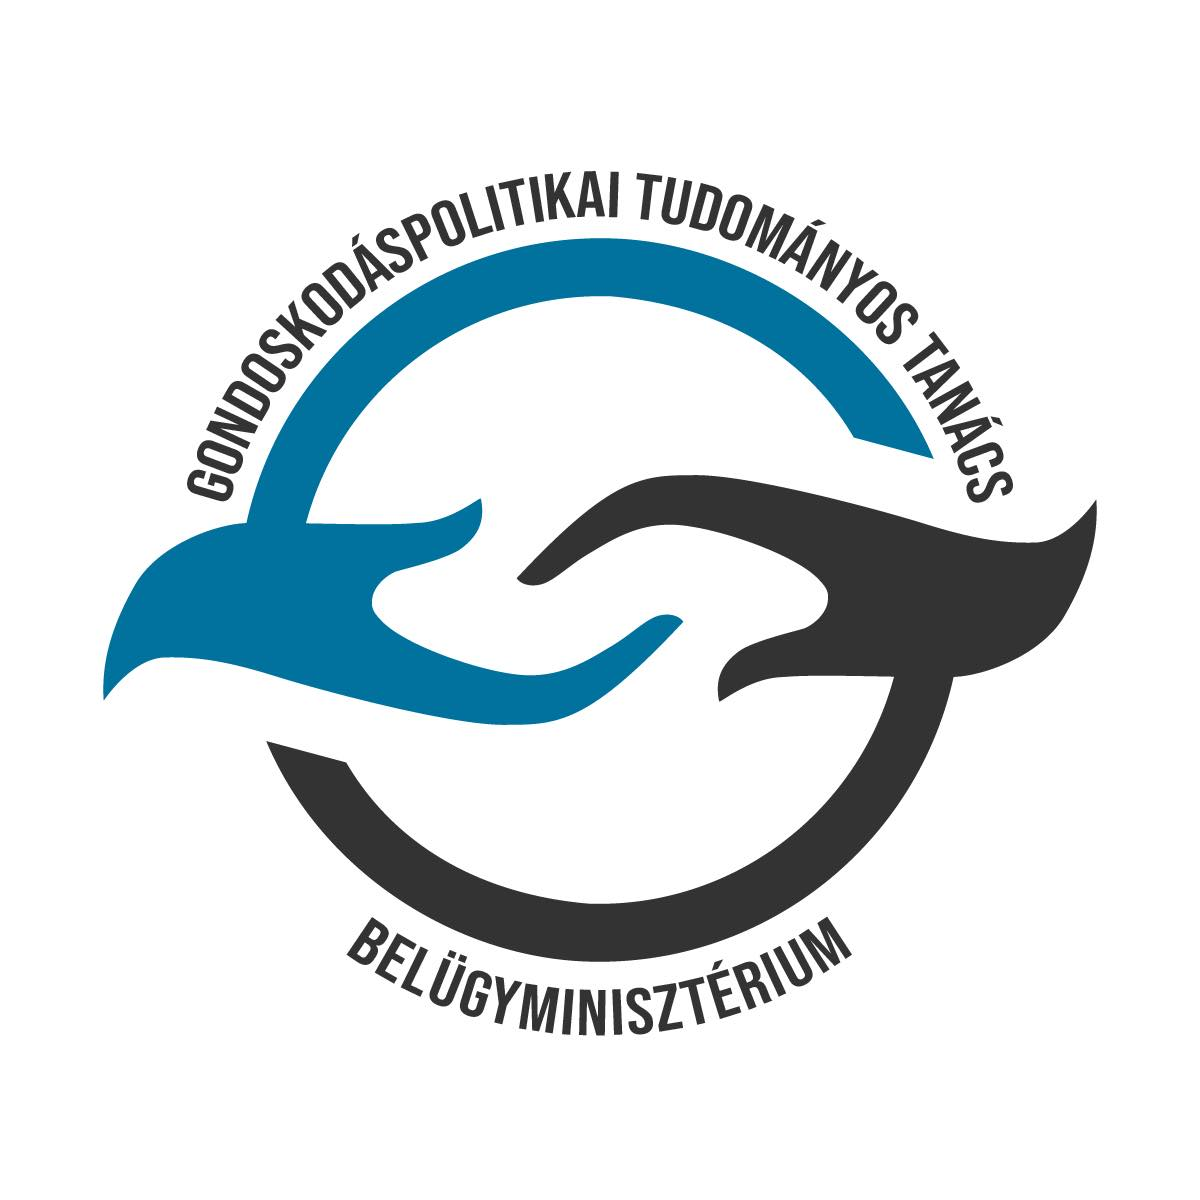 GONDOSKODÁSPOLITIKAI TUDOMÁNYOS TANÁCS
BELÜGYMINISZTÉRIUM